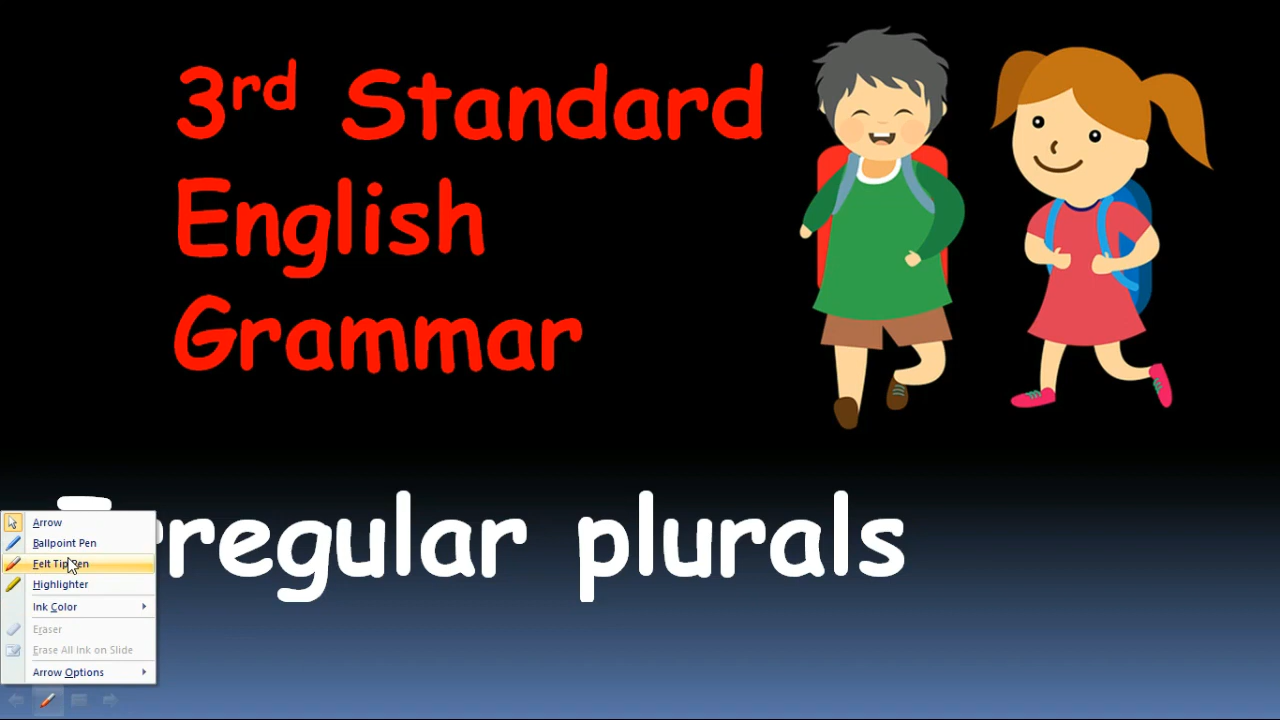 3rd Standard
English
Grammar
Irregular plurals
Arrow
Ballpoint Pen
Felt Tip Pen
Highlighter
Ink Color
Eraser
Erase All Ink on Slide
Arrow Options